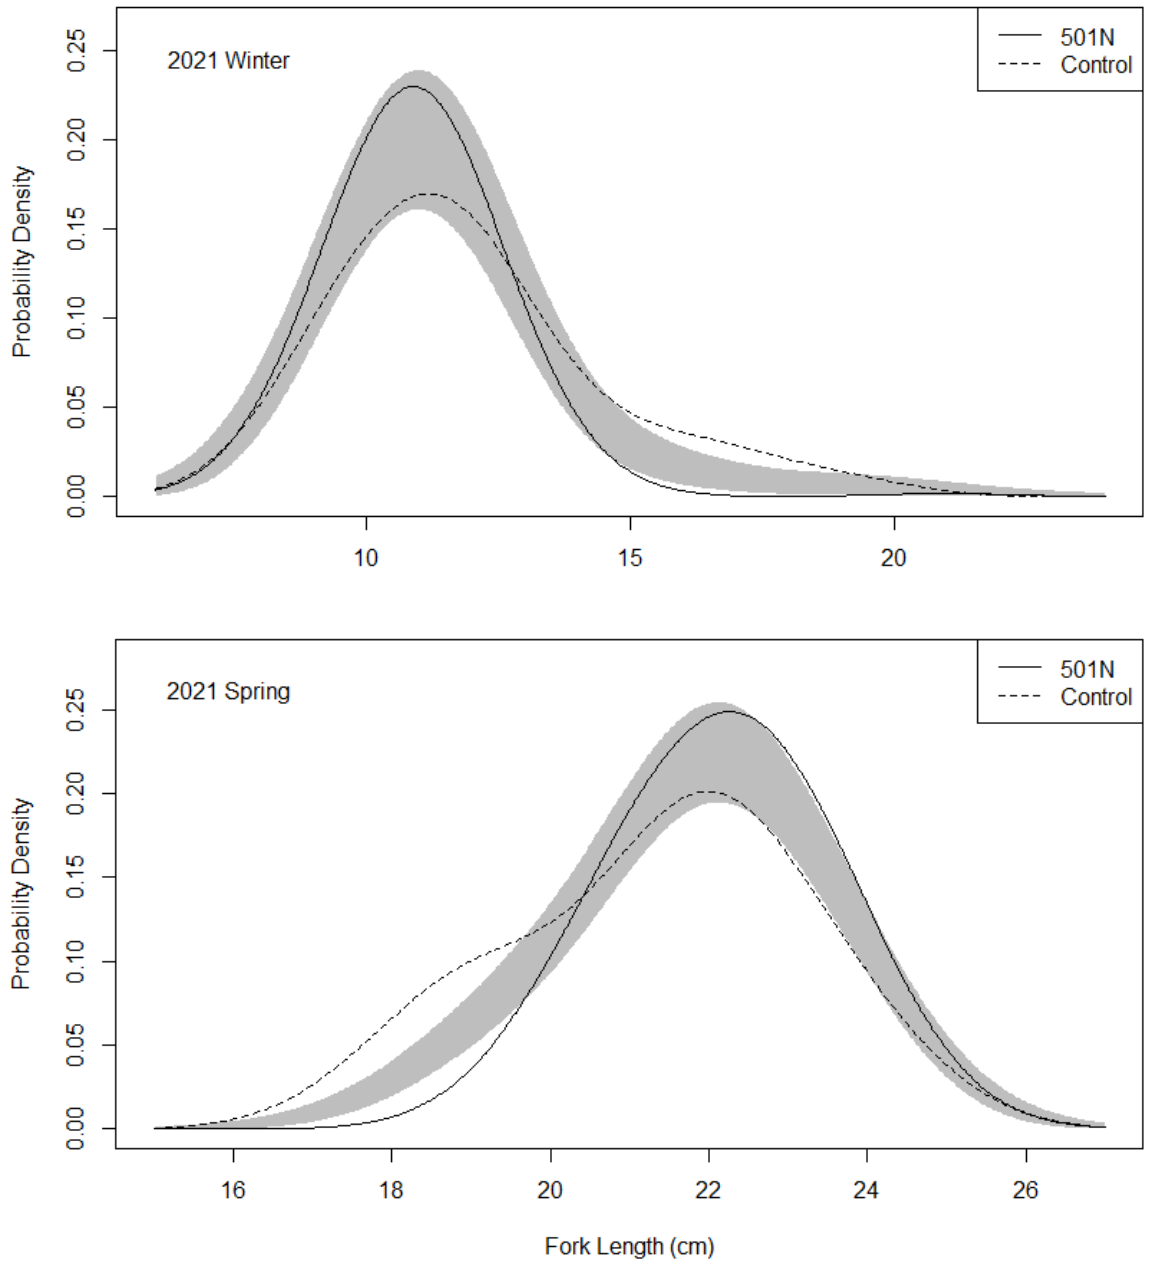 2021 Winter
501N
Control
Probability Density
0.25
0.20
0.15
0.10
0.05
0.00
10 15 20
2021 Spring
501N
Control
Probability Density
0.25
0.20
0.15
0.10
0.05
0.00
16 18 20 22 24 26
Fork Length (cm)